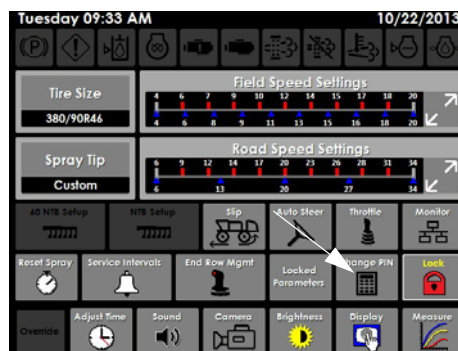 Tuesday 09:33 AM 10/22/2013
(P)
Field Speed Settings
Tire Size
4 6 7 9 10 12 14 15 17 18 20
380/90R46
4 6 8 9 11 13 15 16 18 20
Road Speed Settings
Spray Tip
6 9 12 14 17 20 23 26 28 31 34
Custom
6 13 20 27 34
60 NTB Setup NTB Setup Slip Auto Steer Throttle Monitor
Reset Spray Service Intervals End Row Mgmt Locked Parameters hange PIN Lock
Override Adjust Time Sound Camera Brightness Display Measure